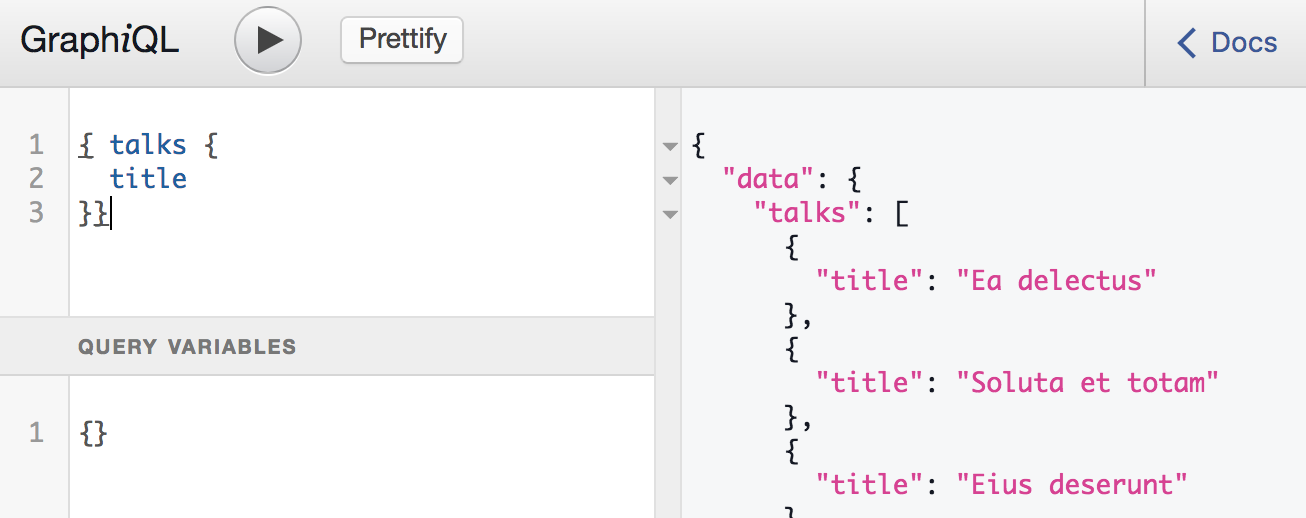 GraphiQL
Prettify
Docs
1 { talks {
2 title
3 }}
QUERY VARIABLES
1 {}
{
"data": {
"talks": [
{
"title": "Ea delectus"
},
{
"title": "Soluta et totam"
},
{
"title": "Eius deserunt"
}